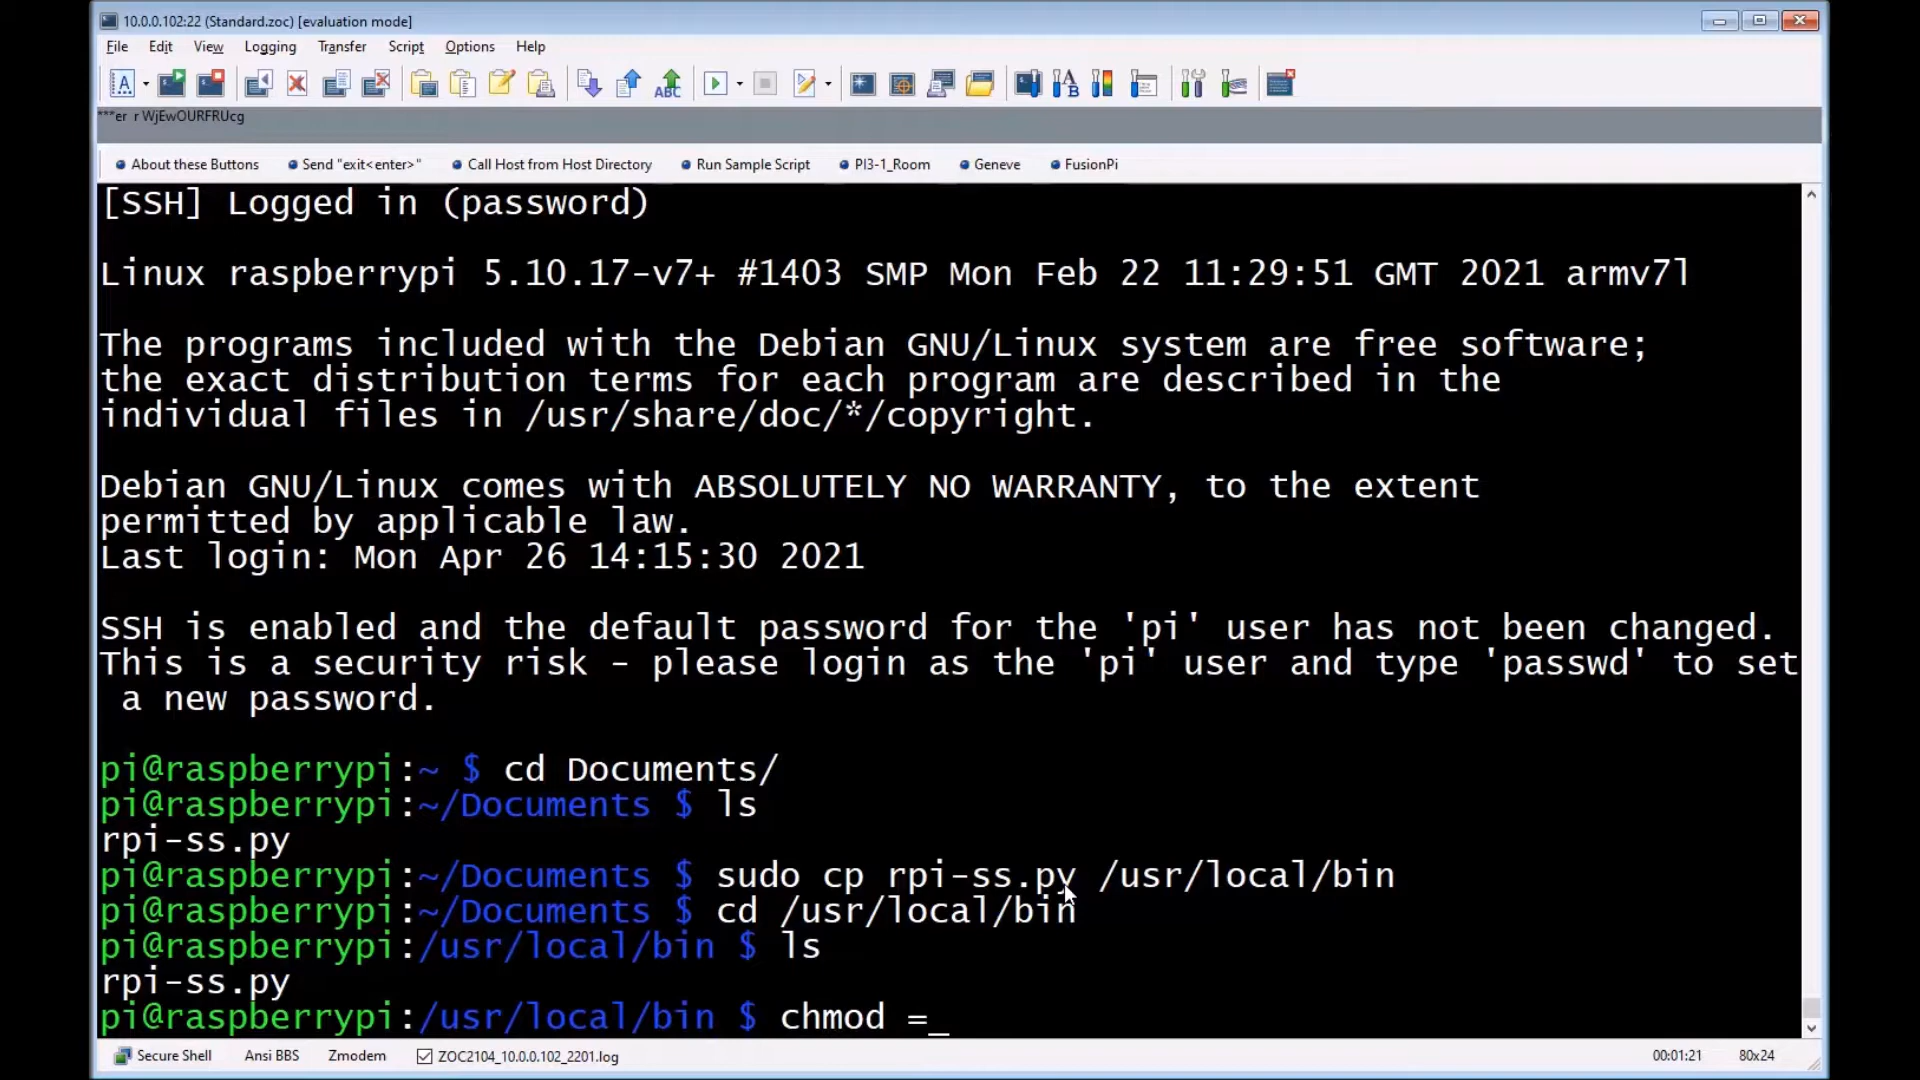 10.0.0.102:22 (Standard.zoc) [evaluation mode]
File Edit View Logging Transfer Script Options Help
***er r WjEwOURFRUcg
About these Buttons Send "exit<enter>" Call Host from Host Directory Run Sample Script PI3-1_Room Geneve FusionPi
[SSH] Logged in (password)
Linux raspberrypi 5.10.17-v7+ #1403 SMP Mon Feb 22 11:29:51 GMT 2021 armv7l
The programs included with the Debian GNU/Linux system are free software;
the exact distribution terms for each program are described in the
individual files in /usr/share/doc/*/copyright.
Debian GNU/Linux comes with ABSOLUTELY NO WARRANTY, to the extent
permitted by applicable law.
Last login: Mon Apr 26 14:15:30 2021
SSH is enabled and the default password for the 'pi' user has not been changed.
This is a security risk - please login as the 'pi' user and type 'passwd' to set
a new password.
pi@raspberrypi:~ $ cd Documents/
pi@raspberrypi:~/Documents $ ls
rpi-ss.py
pi@raspberrypi:~/Documents $ sudo cp rpi-ss.py /usr/local/bin
pi@raspberrypi:~/Documents $ cd /usr/local/bin
pi@raspberrypi:/usr/local/bin $ ls
rpi-ss.py
pi@raspberrypi:/usr/local/bin $ chmod =_
Secure Shell Ansi BBS Zmodem ZOC2104_10.0.0.102_2201.log 00:01:21 80x24